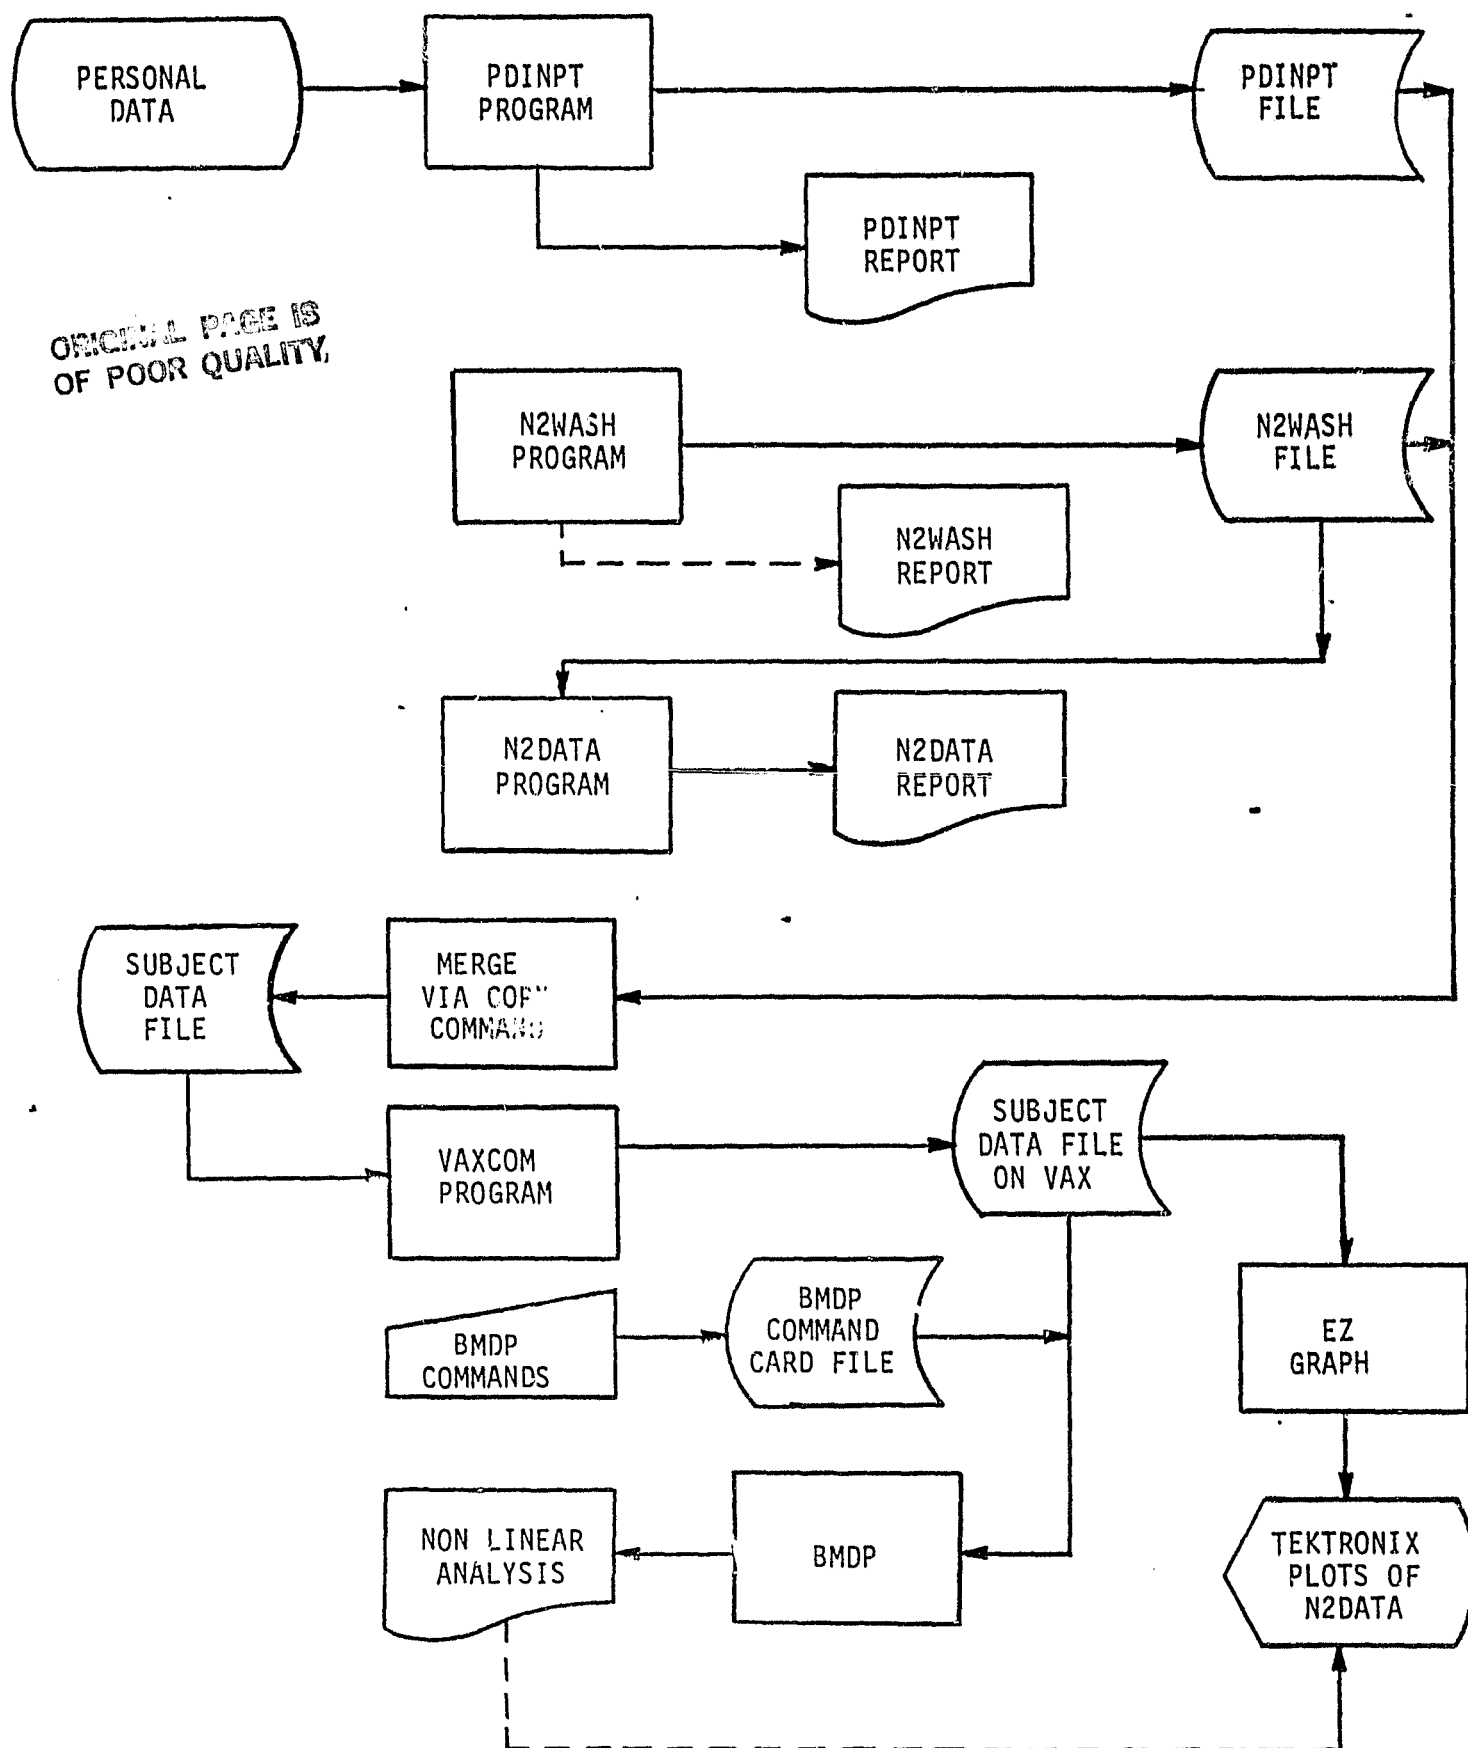 PERSONAL
DATA
PDINPT
PROGRAM
PDINPT
FILE
PDINPT
REPORT
ORIGINAL PAGE IS
OF POOR QUALITY
N2WASH
PROGRAM
N2WASH
FILE
N2WASH
REPORT
N2DATA
PROGRAM
N2DATA
REPORT
SUBJECT
DATA
FILE
MERGE
VIA
COMMAND
VAXCOM
PROGRAM
SUBJECT
DATA FILE
ON VAX
BMDP
COMMANDS
BMDP
COMMAND
CARD FILE
EZ
GRAPH
NON LINEAR
ANALYSIS
BMDP
TEKTRONIX
PLOTS OF
N2DATA